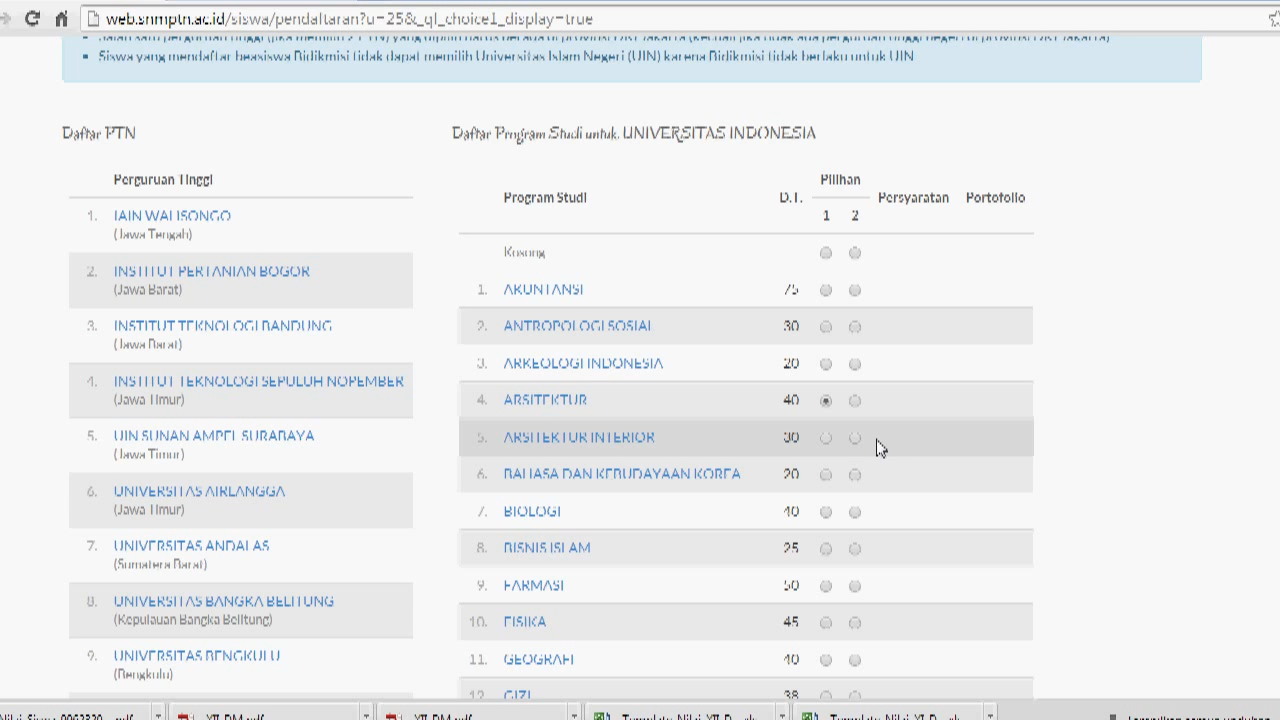 web.snmptn.ac.id/siswa/pendaftaran?u=25&_qf_choice1_display=true
Siswa yang mendaftar beasiswa Bidikmisi tidak dapat memilih Universitas Islam Negeri (UIN) karena Bidikmisi tidak berlaku untuk UIN
Daftar PTN
Perguruan Tinggi
1. IAIN WALISONGO
(Jawa Tengah)
2. INSTITUT PERTANIAN BOGOR
(Jawa Barat)
3. INSTITUT TEKNOLOGI BANDUNG
(Jawa Barat)
4. INSTITUT TEKNOLOGI SEPULUH NOPEMBER
(Jawa Timur)
5. UIN SUNAN AMPEL SURABAYA
(Jawa Timur)
6. UNIVERSITAS AIRLANGGA
(Jawa Timur)
7. UNIVERSITAS ANDALAS
(Sumatera Barat)
8. UNIVERSITAS BANGKA BELITUNG
(Kepulauan Bangka Belitung)
9. UNIVERSITAS BENGKULU
(Bengkulu)
Daftar Program Studi untuk UNIVERSITAS INDONESIA
Program Studi D.T. Pilihan Persyaratan Portofolio
1 2
Kosong
1. AKUNTANSI 75
2. ANTROPOLOGI SOSIAL 30
3. ARKEOLOGI INDONESIA 20
4. ARSITEKTUR 40
5. ARSITEKTUR INTERIOR 30
6. BAHASA DAN KEBUDAYAAN KOREA 20
7. BIOLOGI 40
8. BISNIS ISLAM 25
9. FARMASI 50
10. FISIKA 45
11. GEOGRAFI 40
12. GIZI 38